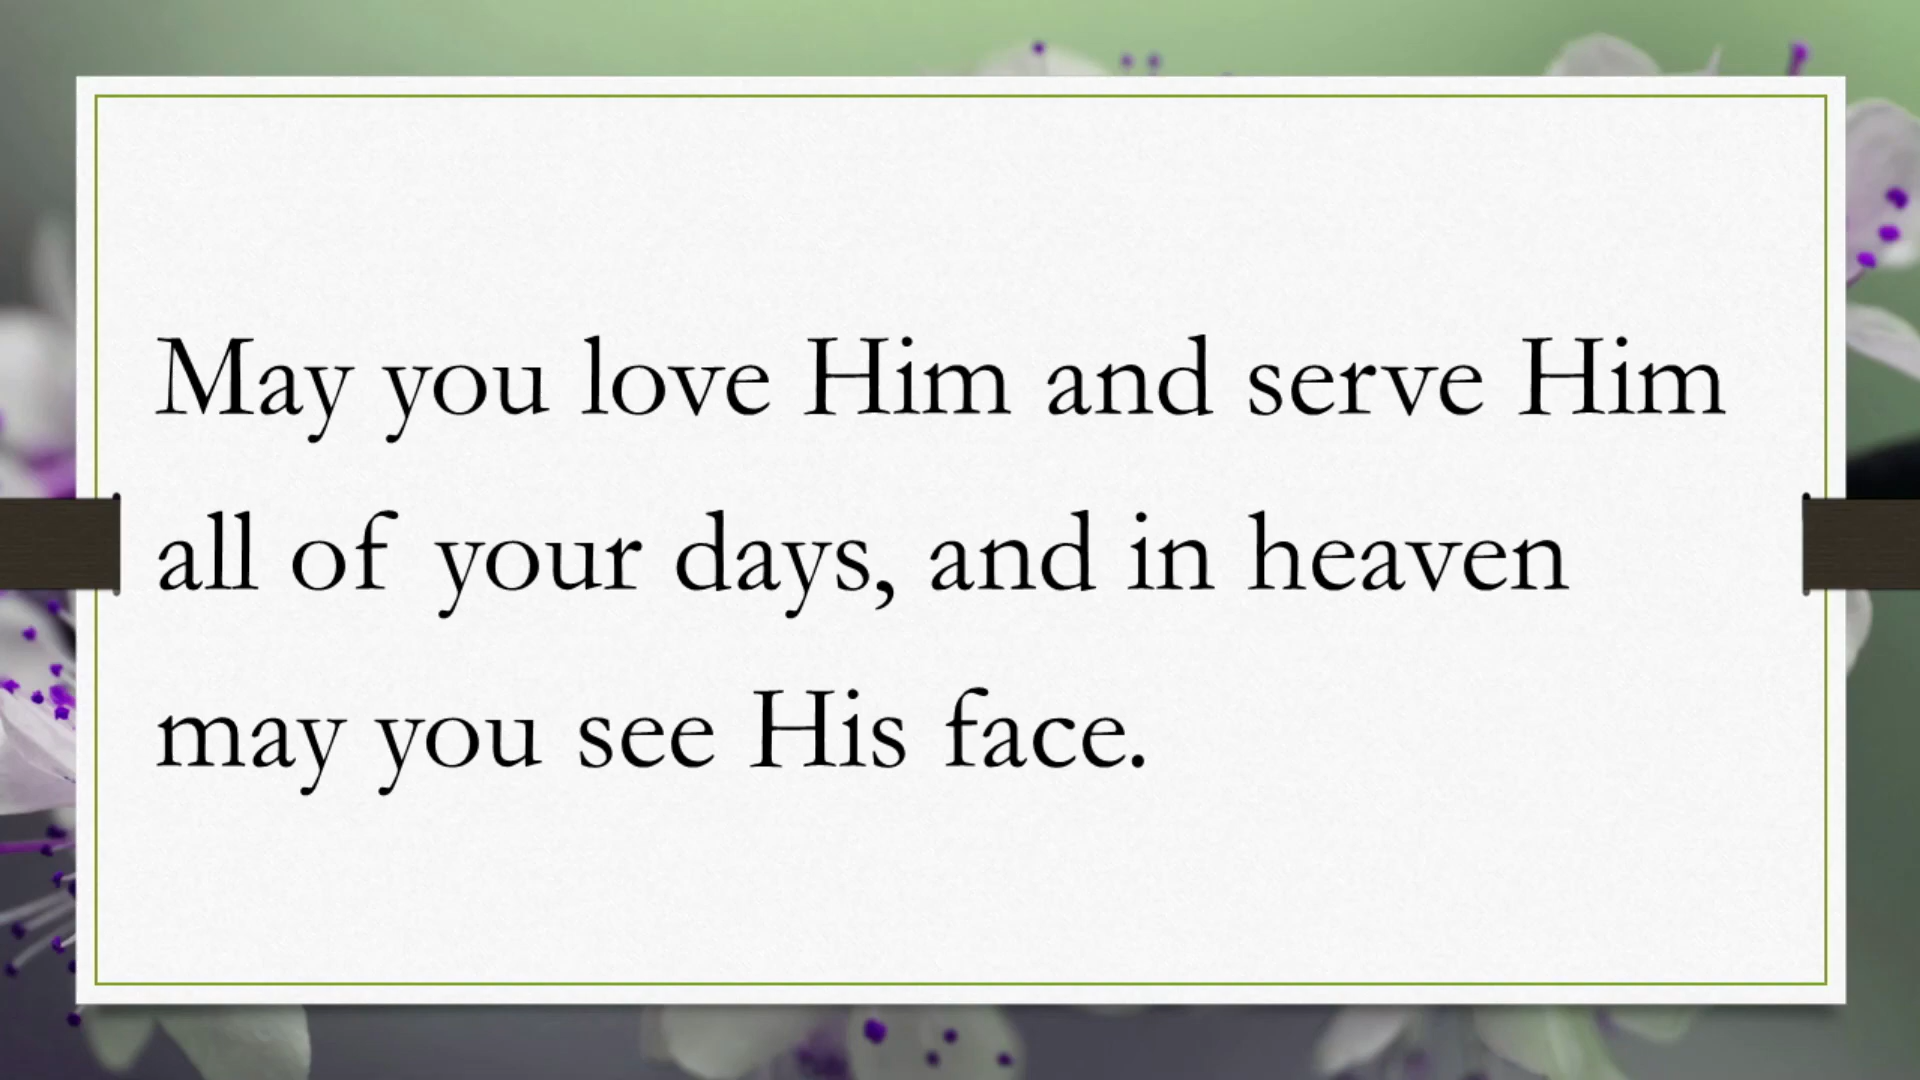 May you love Him and serve Him
all of your days, and in heaven
may you see His face.